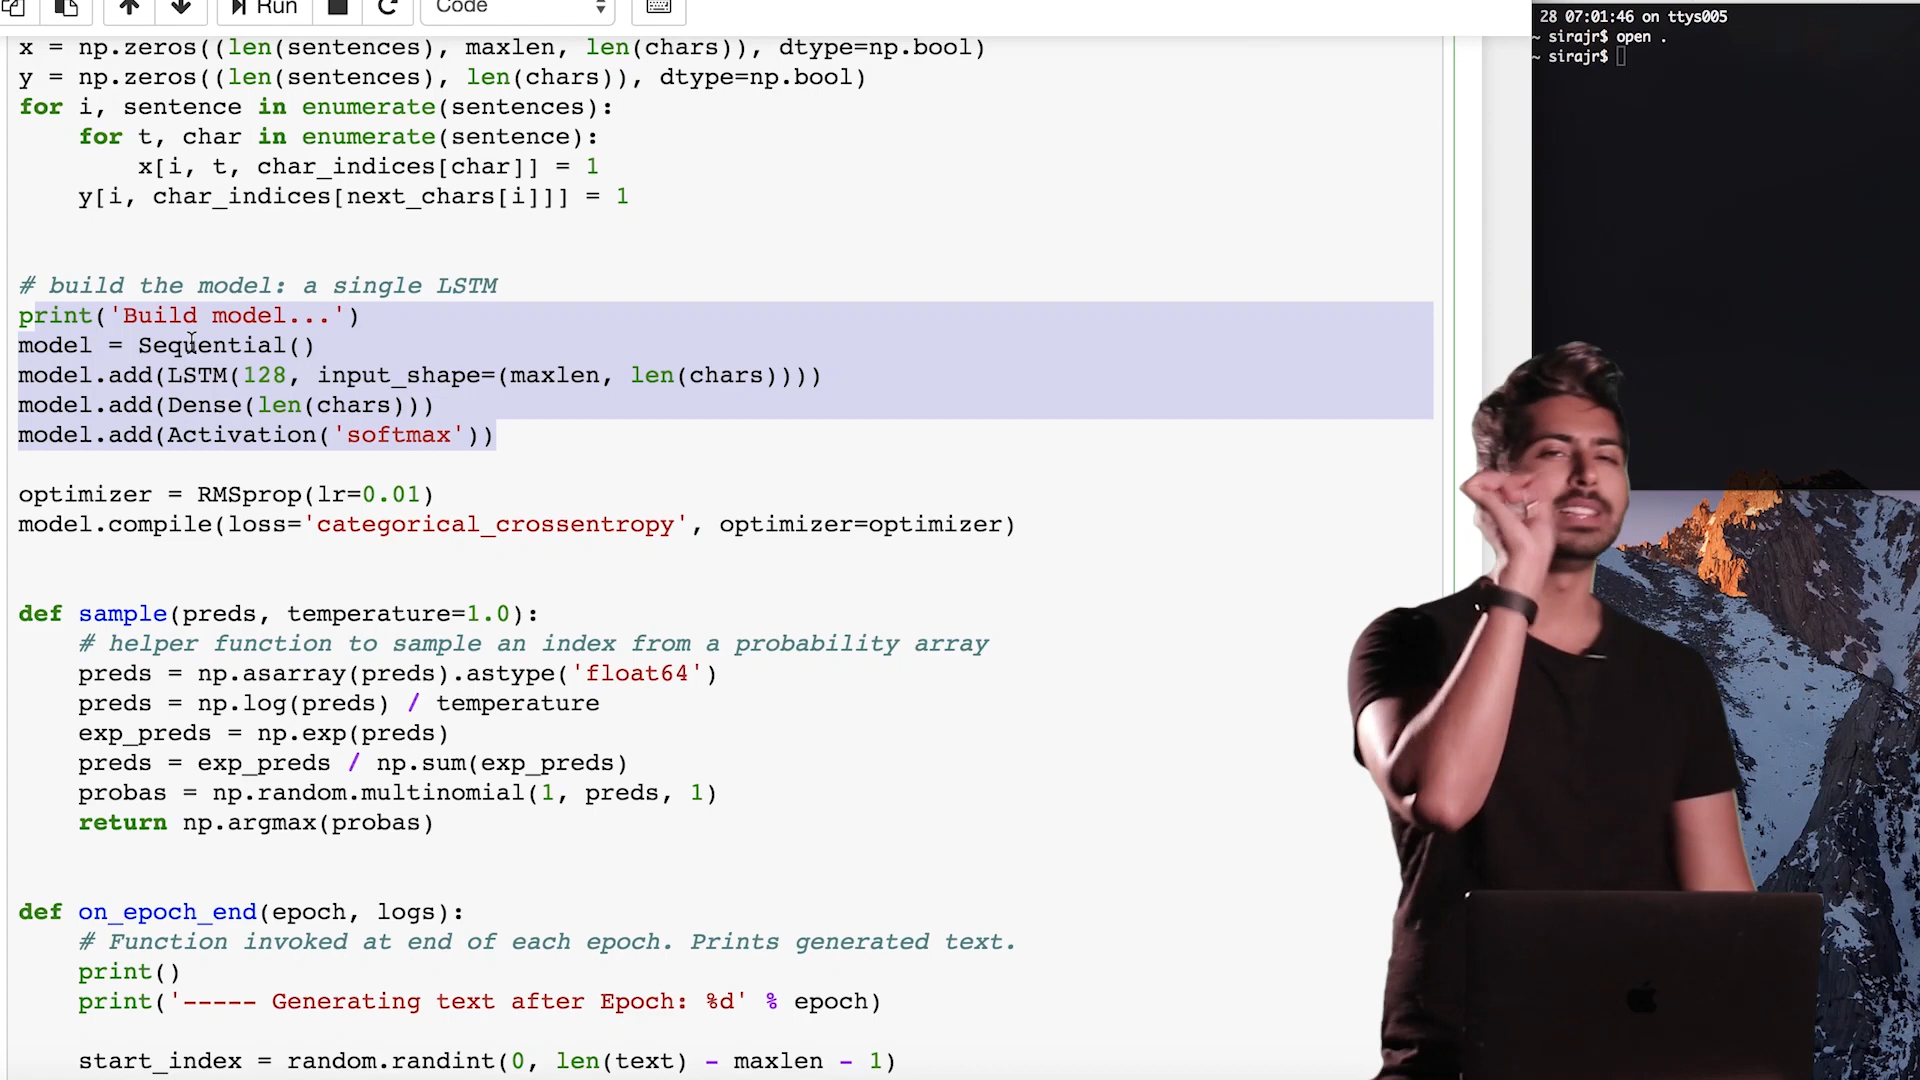 Run
Code
x = np.zeros((len(sentences), maxlen, len(chars)), dtype=np.bool)
y = np.zeros((len(sentences), len(chars)), dtype=np.bool)
for i, sentence in enumerate(sentences):
    for t, char in enumerate(sentence):
        x[i, t, char_indices[char]] = 1
    y[i, char_indices[next_chars[i]]] = 1
# build the model: a single LSTM
print('Build model...')
model = Sequential()
model.add(LSTM(128, input_shape=(maxlen, len(chars))))
model.add(Dense(len(chars)))
model.add(Activation('softmax'))
optimizer = RMSprop(lr=0.01)
model.compile(loss='categorical_crossentropy', optimizer=optimizer)
def sample(preds, temperature=1.0):
    # helper function to sample an index from a probability array
    preds = np.asarray(preds).astype('float64')
    preds = np.log(preds) / temperature
    exp_preds = np.exp(preds)
    preds = exp_preds / np.sum(exp_preds)
    probas = np.random.multinomial(1, preds, 1)
    return np.argmax(probas)
def on_epoch_end(epoch, logs):
    # Function invoked at end of each epoch. Prints generated text.
    print()
    print('----- Generating text after Epoch: %d' % epoch)
    start_index = random.randint(0, len(text) - maxlen - 1)
28 07:01:46 on ttys005
~ sirajr$ open .
~ sirajr$